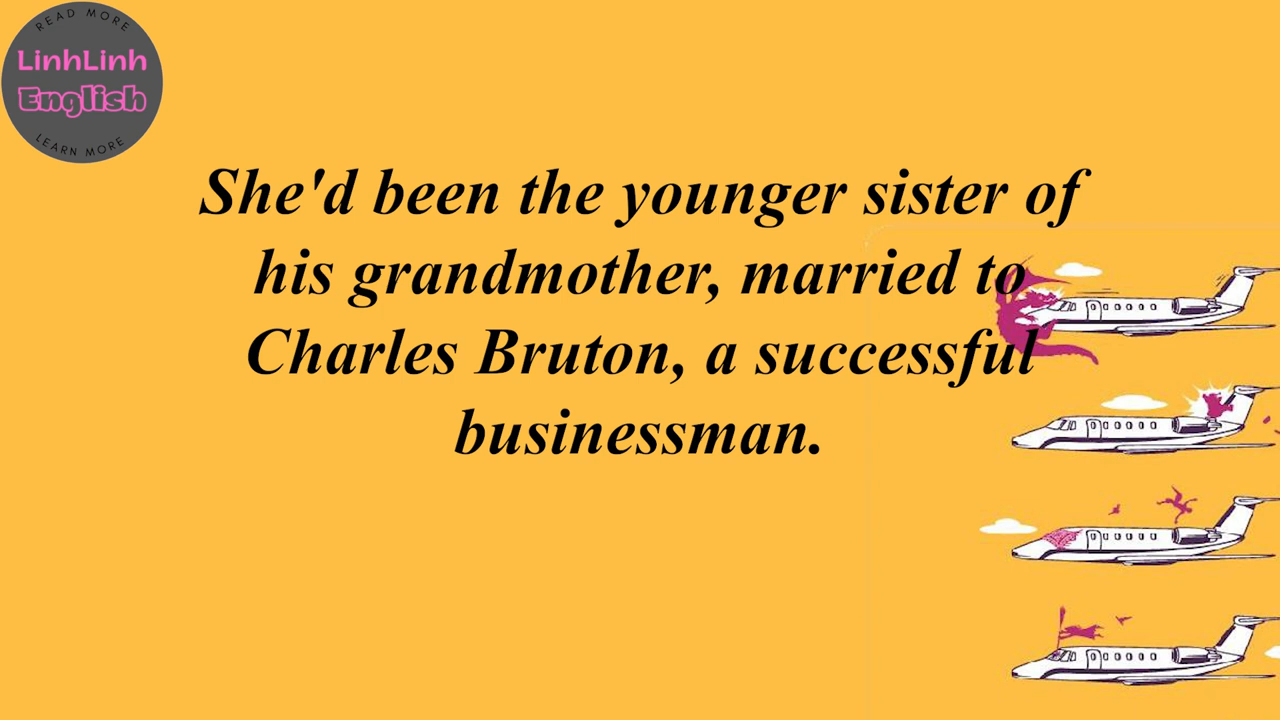 READ MORE
LinhLinh
English
LEARN MORE
She'd been the younger sister of
his grandmother, married to
Charles Bruton, a successful
businessman.